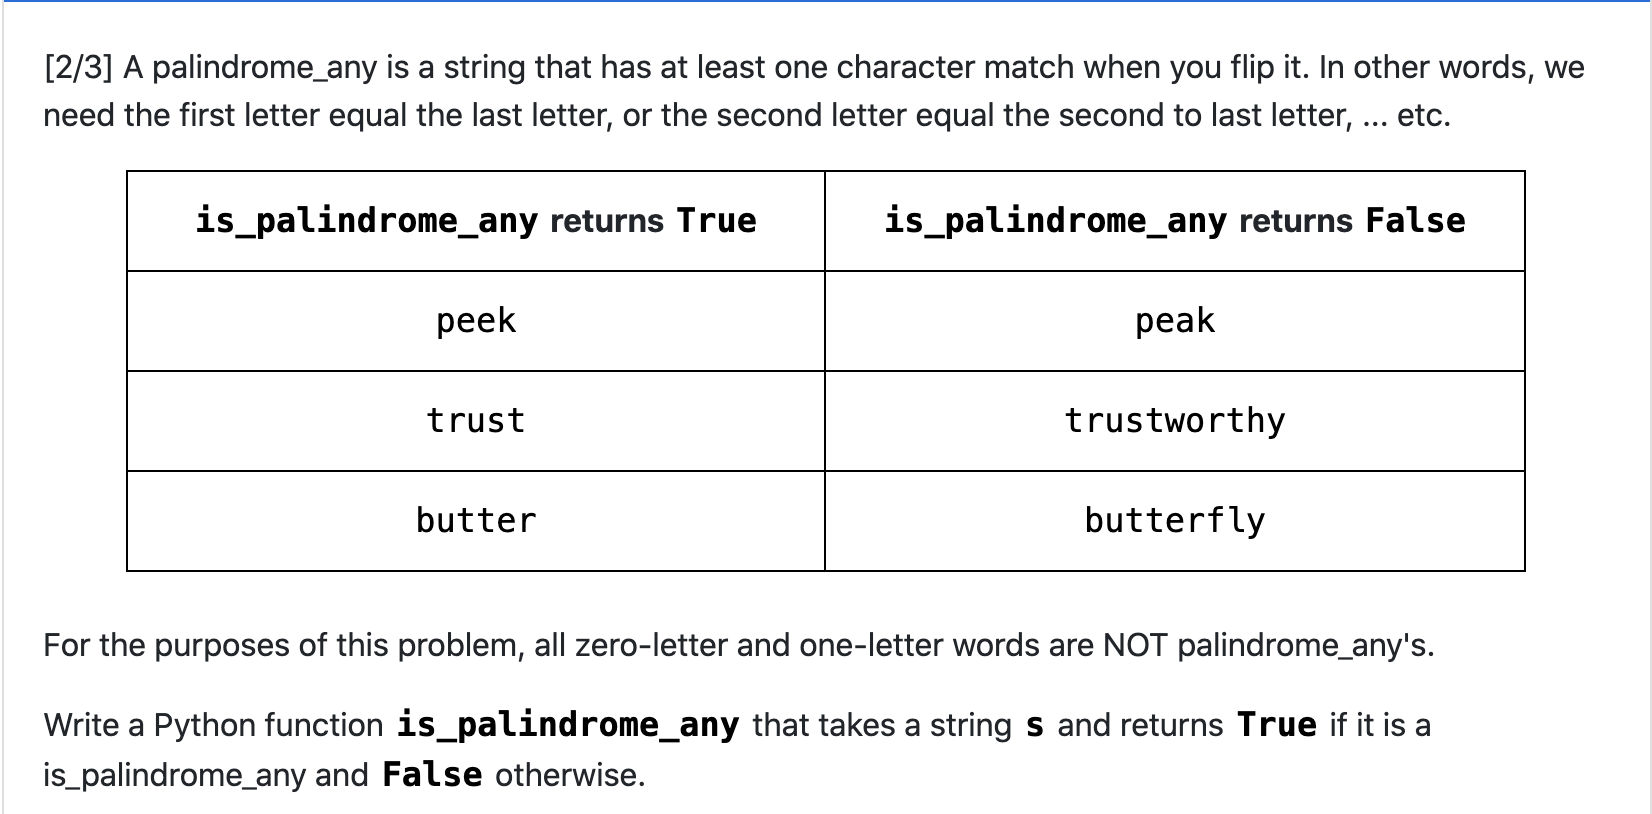 [2/3] A palindrome_any is a string that has at least one character match when you flip it. In other words, we
need the first letter equal the last letter, or the second letter equal the second to last letter, ... etc.
is_palindrome_any returns True
is_palindrome_any returns False
peek
peak
trust
trustworthy
butter
butterfly
For the purposes of this problem, all zero-letter and one-letter words are NOT palindrome_any's.
Write a Python function is_palindrome_any that takes a string s and returns True if it is a
is_palindrome_any and False otherwise.